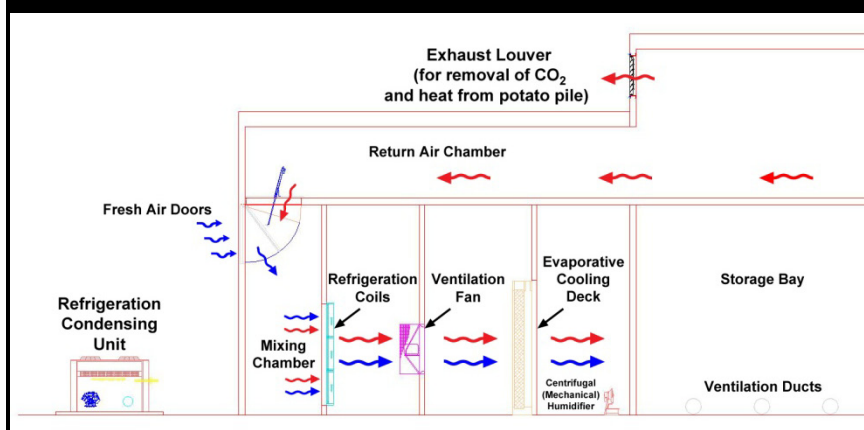 Exhaust Louver
(for removal of CO₂
and heat from potato pile)
Return Air Chamber
Fresh Air Doors
Refrigeration
Coils
Ventilation
Fan
Evaporative
Cooling
Deck
Storage Bay
Refrigeration
Condensing
Unit
Mixing
Chamber
Centrifugal
(Mechanical)
Humidifier
Ventilation Ducts